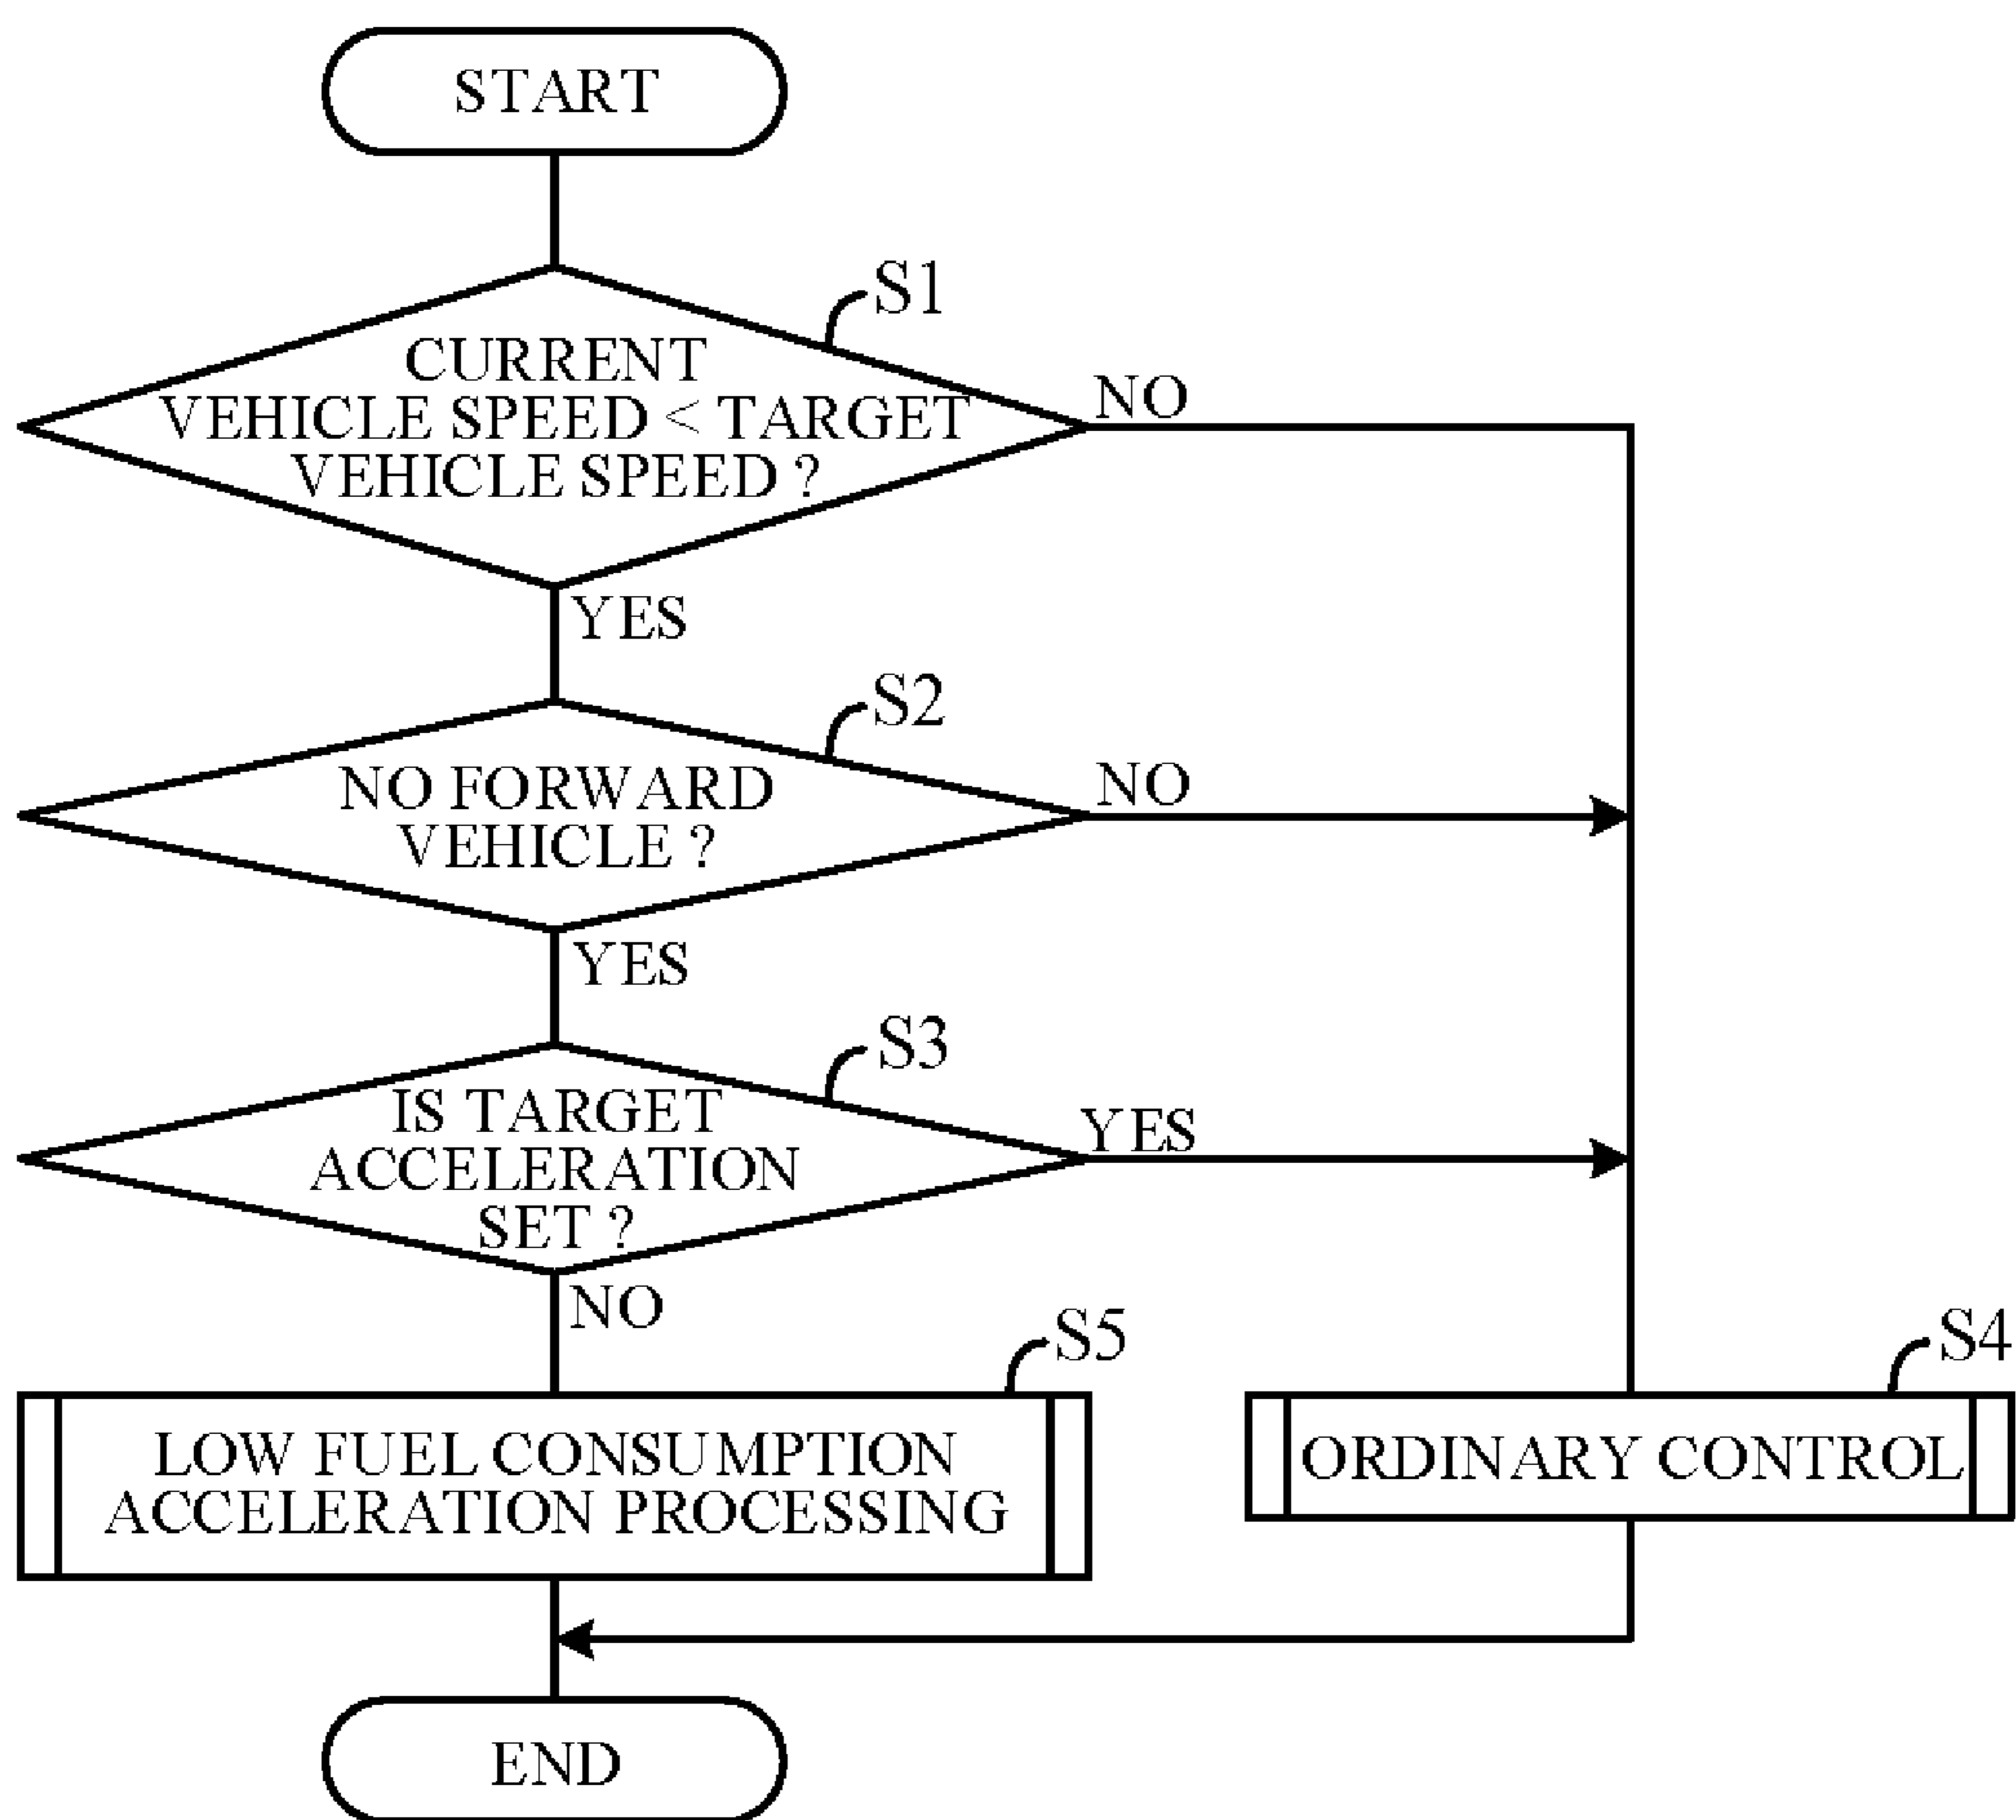 START
S1
CURRENT
VEHICLE SPEED < TARGET
VEHICLE SPEED ?
NO
YES
S2
NO FORWARD
VEHICLE ?
NO
YES
S3
IS TARGET
ACCELERATION
SET ?
YES
NO
S5
LOW FUEL CONSUMPTION
ACCELERATION PROCESSING
S4
ORDINARY CONTROL
END